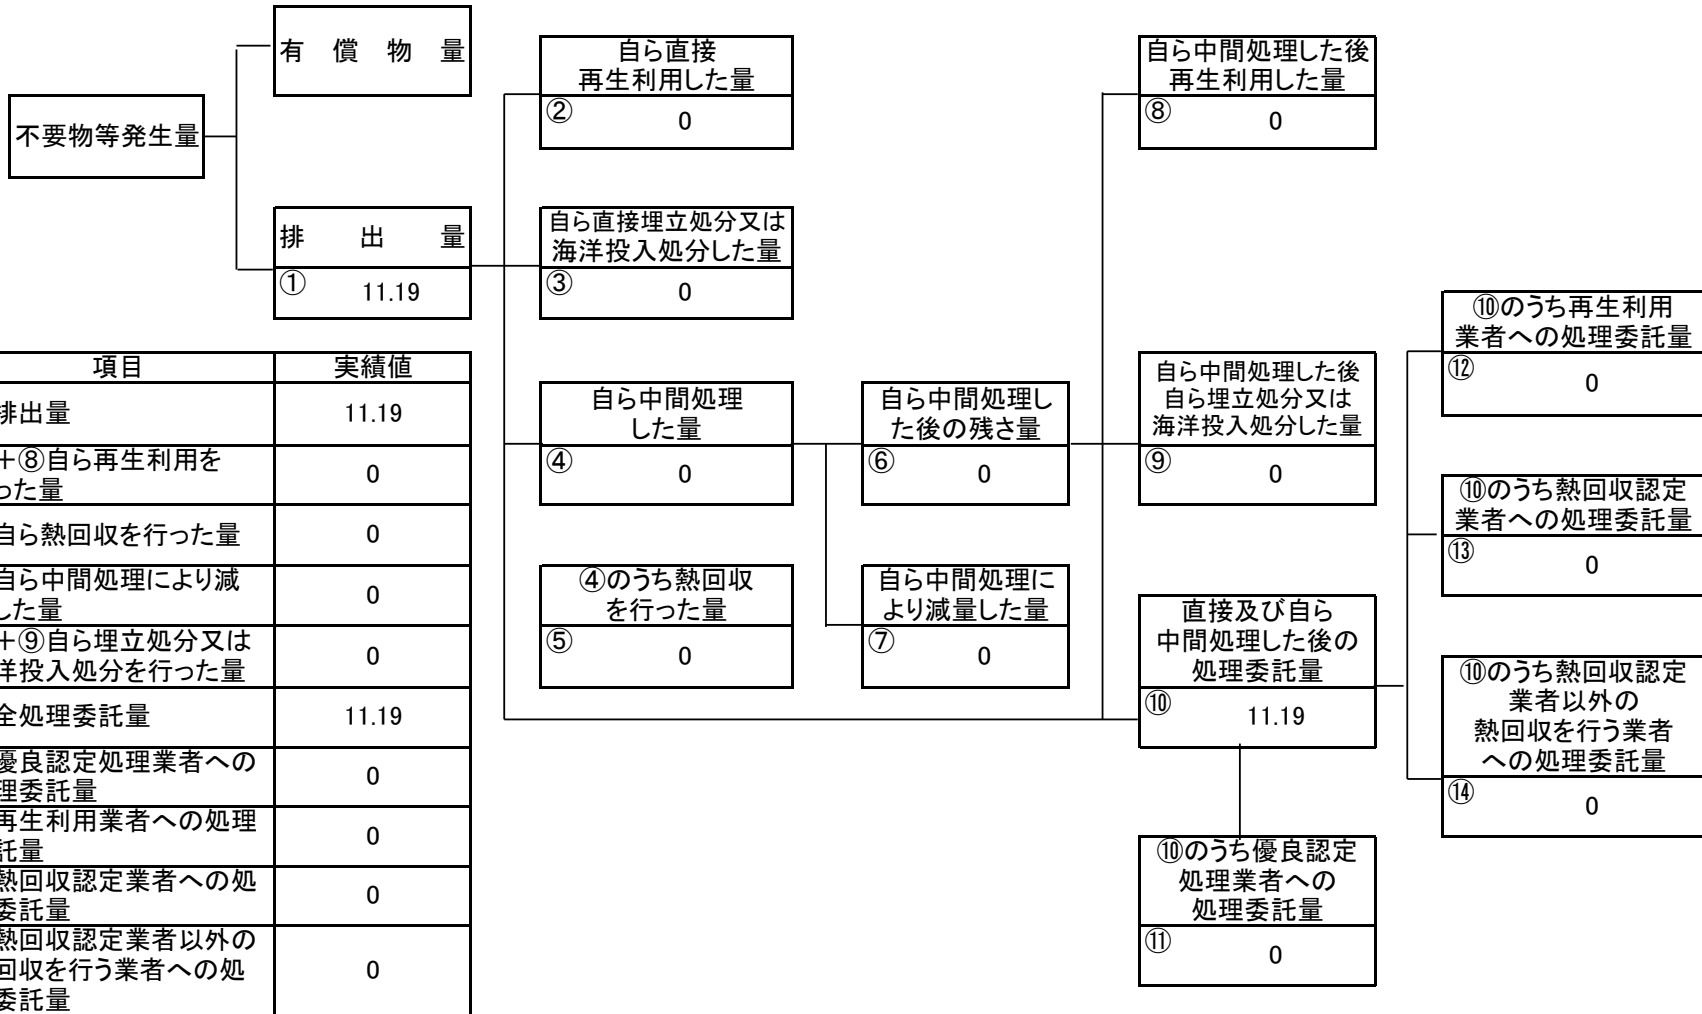 不要物等発生量
有償物量
排出量
①
11.19
自ら直接
再生利用した量
②
0
自ら直接埋立処分又は
海洋投入処分した量
③
0
自ら中間処理
した量
④
0
④のうち熱回収
を行った量
⑤
0
自ら中間処理し
た後の残さ量
⑥
0
自ら中間処理に
より減量した量
⑦
0
自ら中間処理した後
再生利用した量
⑧
0
自ら中間処理した後
自ら埋立処分又は
海洋投入処分した量
⑨
0
直接及び自ら
中間処理した後の
処理委託量
⑩
11.19
⑩のうち優良認定
処理業者への
処理委託量
⑪
0
⑩のうち再生利用
業者への処理委託量
⑫
0
⑩のうち熱回収認定
業者への処理委託量
⑬
0
⑩のうち熱回収認定
業者以外の
熱回収を行う業者
への処理委託量
⑭
0
項目 実績値
排出量 11.19
+⑧自ら再生利用を
った量
0
自ら熱回収を行った量 0
自ら中間処理により減
した量
0
+⑨自ら埋立処分又は
洋投入処分を行った量
0
全処理委託量 11.19
優良認定処理業者への
理委託量
0
再生利用業者への処理
託量
0
熱回収認定業者への処
委託量
0
熱回収認定業者以外の
回収を行う業者への処
委託量
0